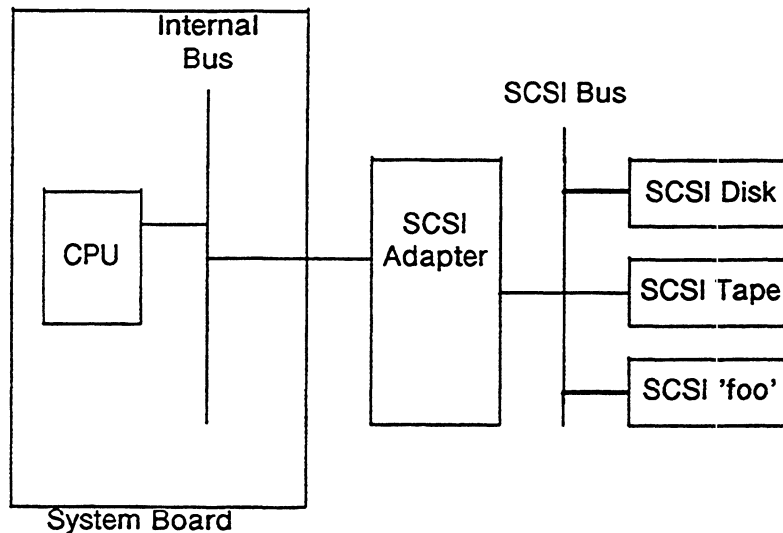 Internal
Bus
SCSI Bus
CPU
SCSI
Adapter
SCSI Disk
SCSI Tape
SCSI 'foo'
System Board